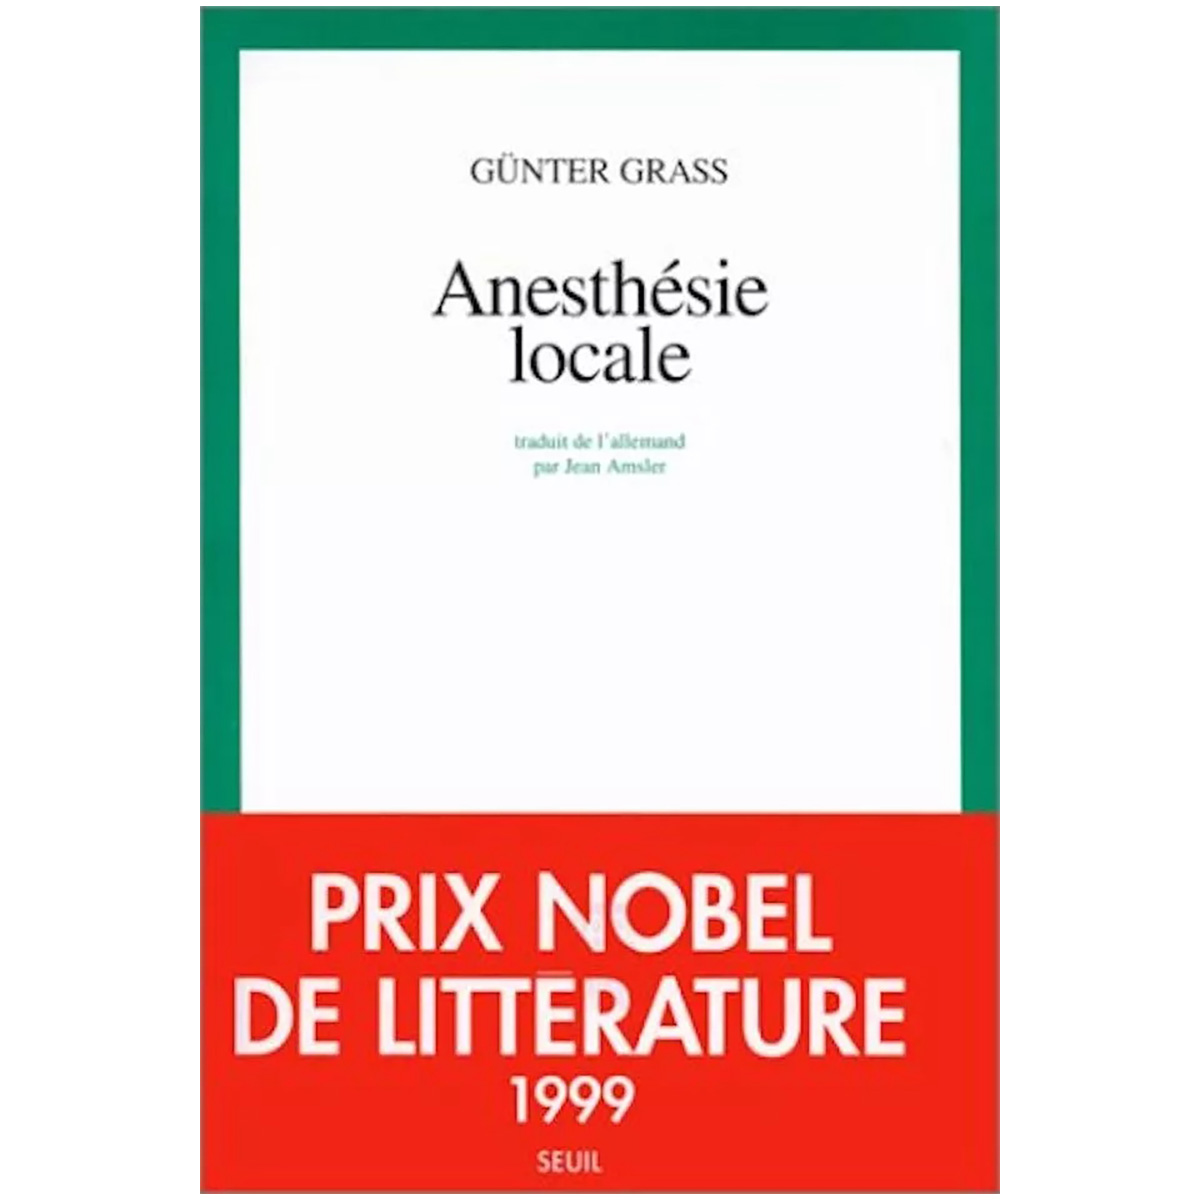 GÜNTER GRASS
Anesthésie
locale
traduit de l'allemand
par Jean Amsler
PRIX NOBEL
DE LITTÉRATURE
1999
SEUIL